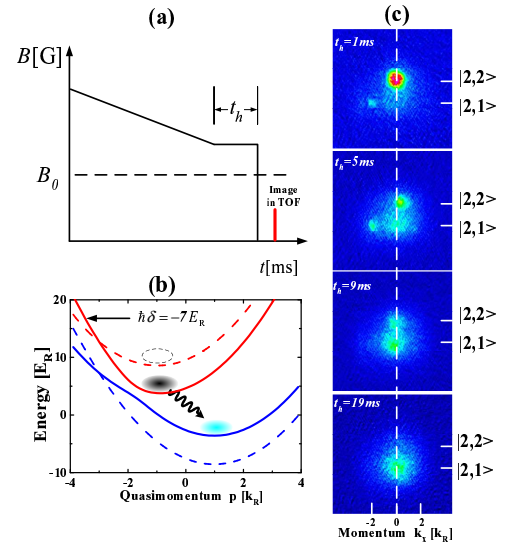 (a)
B[G]
t_h
B_0
Image
in TOF
t[ms]
(b)
ħδ=−7E_R
20
10
0
-10
Energy [E_R]
-4 -2 0 2 4
Quasimomentum p [k_R]
(c)
t_h=1ms
|2,2>
|2,1>
t_h=5ms
|2,2>
|2,1>
t_h=9ms
|2,2>
|2,1>
t_h=19ms
|2,2>
|2,1>
-2 0 2
Momentum k_x [k_R]